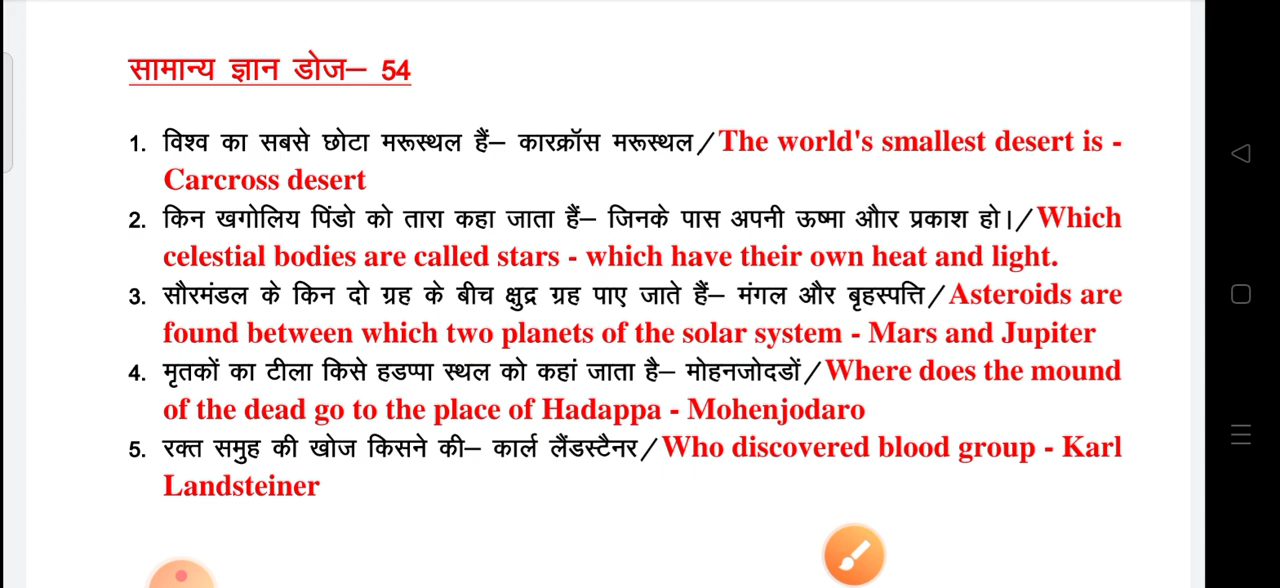 सामान्य ज्ञान डोज– 54
1. विश्व का सबसे छोटा मरूस्थल हैं– कारक्रॉस मरूस्थल/The world's smallest desert is -
Carcross desert
2. किन खगोलिय पिंडो को तारा कहा जाता हैं– जिनके पास अपनी ऊष्मा औार प्रकाश हो।/Which
celestial bodies are called stars - which have their own heat and light.
3. सौरमंडल के किन दो ग्रह के बीच क्षुद्र ग्रह पाए जाते हैं– मंगल और बृहस्पत्ति/Asteroids are
found between which two planets of the solar system - Mars and Jupiter
4. मृतकों का टीला किसे हडप्पा स्थल को कहां जाता है– मोहनजोदडों/Where does the mound
of the dead go to the place of Hadappa - Mohenjodaro
5. रक्त समुह की खोज किसने की– कार्ल लैंडस्टैनर/Who discovered blood group - Karl
Landsteiner